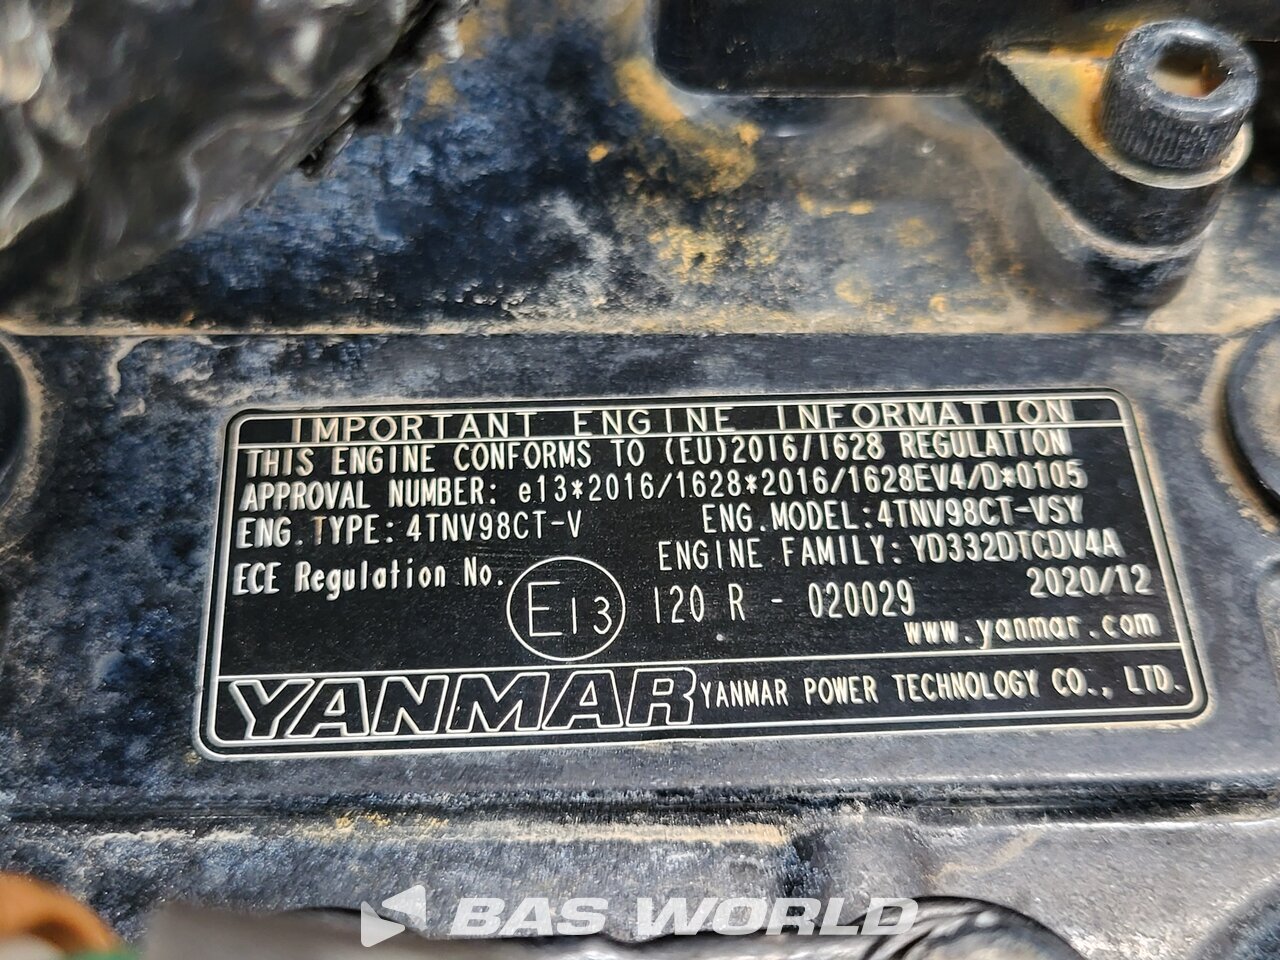 IMPORTANT ENGINE INFORMATION
THIS ENGINE CONFORMS TO (EU)2016/1628 REGULATION
APPROVAL NUMBER: e13*2016/1628*2016/1628EV4/D*0105
ENG.TYPE: 4TNV98CT-V ENG.MODEL:4TNV98CT-VSY
ENGINE FAMILY: YD332DTCDV4A
ECE Regulation No. E13 120 R - 020029 2020/12
www.yanmar.com
YANMAR YANMAR POWER TECHNOLOGY CO., LTD.
BAS WORLD